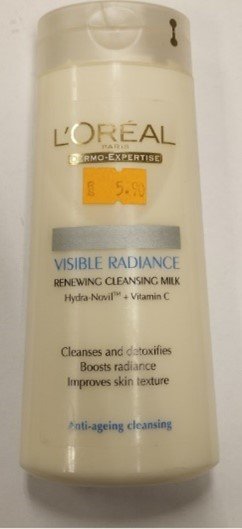 L'ORÉAL
PARIS
DERMO-EXPERTISE
5.90
VISIBLE RADIANCE
RENEWING CLEANSING MILK
Hydra-Novil™ + Vitamin C
Cleanses and detoxifies
Boosts radiance
Improves skin texture
Anti-ageing cleansing